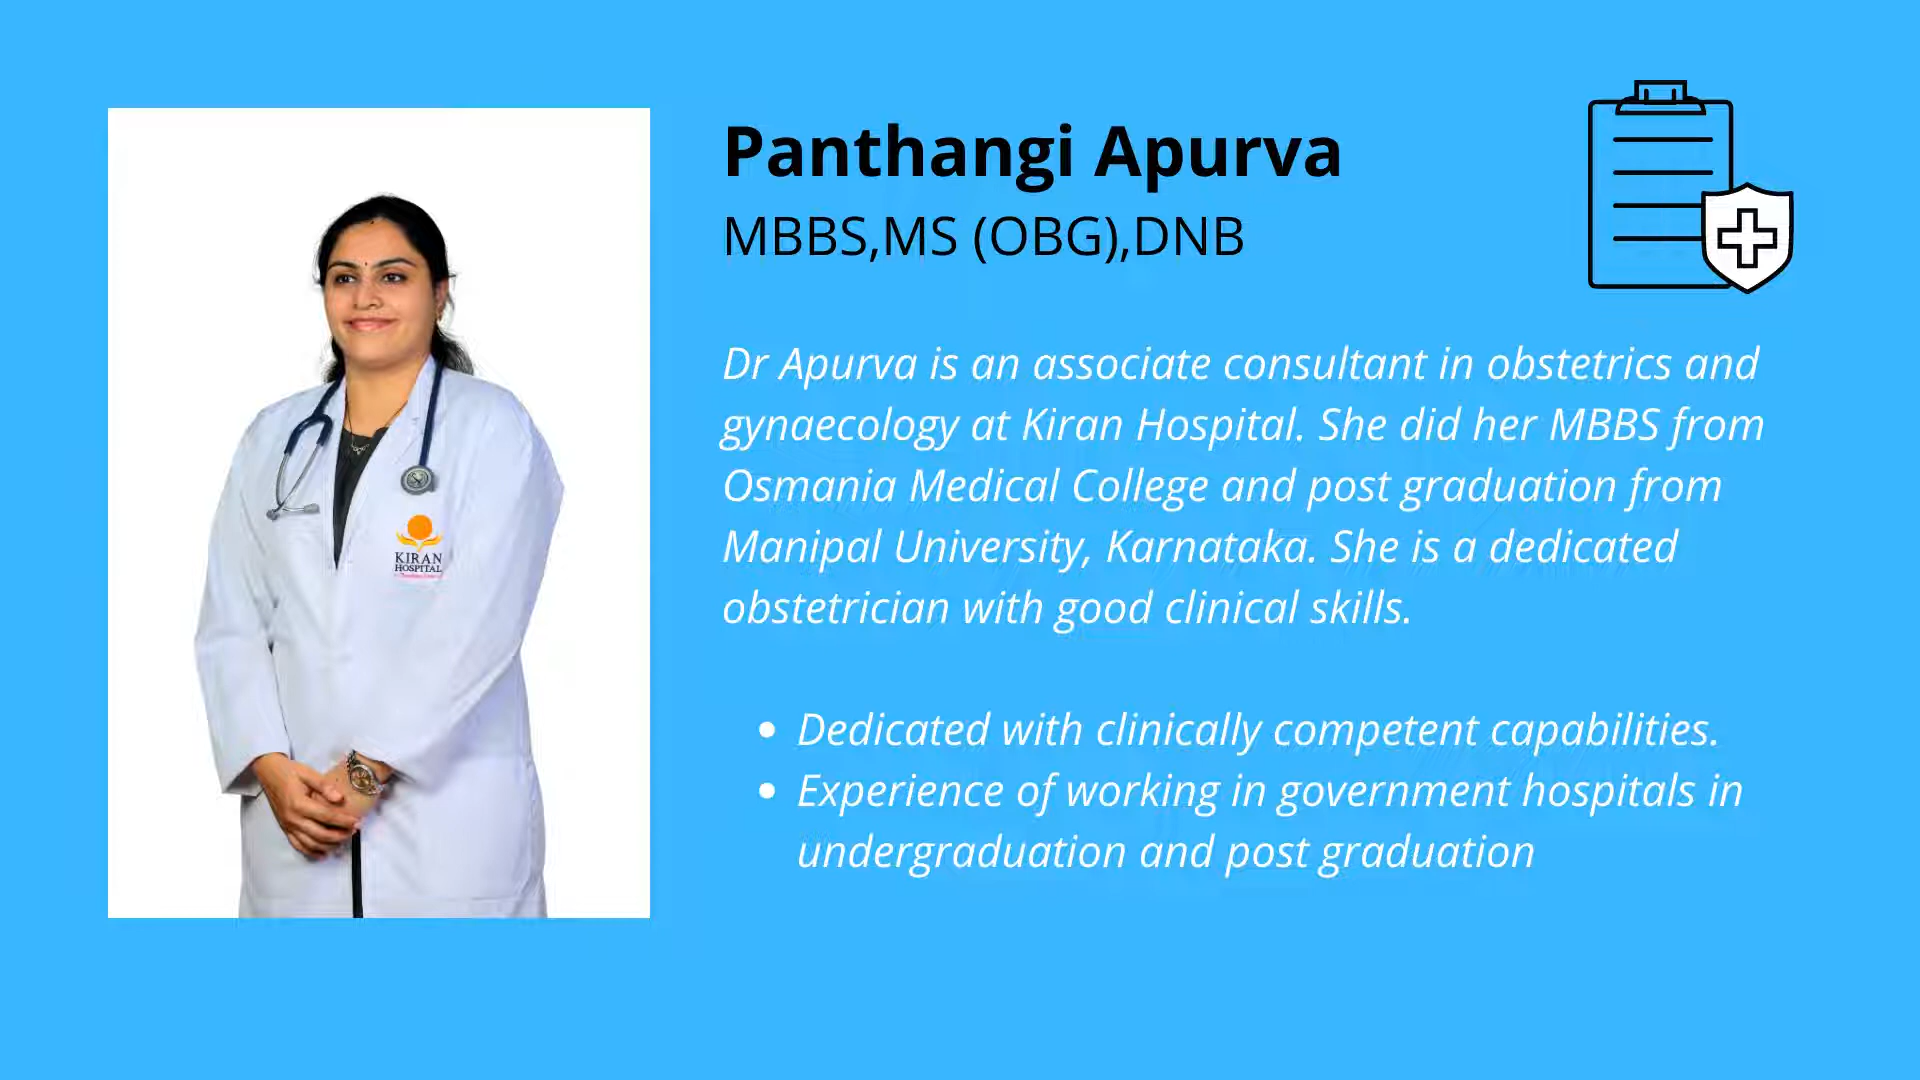 Panthangi Apurva
MBBS,MS (OBG),DNB
Dr Apurva is an associate consultant in obstetrics and
gynaecology at Kiran Hospital. She did her MBBS from
Osmania Medical College and post graduation from
Manipal University, Karnataka. She is a dedicated
obstetrician with good clinical skills.
• Dedicated with clinically competent capabilities.
• Experience of working in government hospitals in
undergraduation and post graduation
KIRAN
HOSPITAL